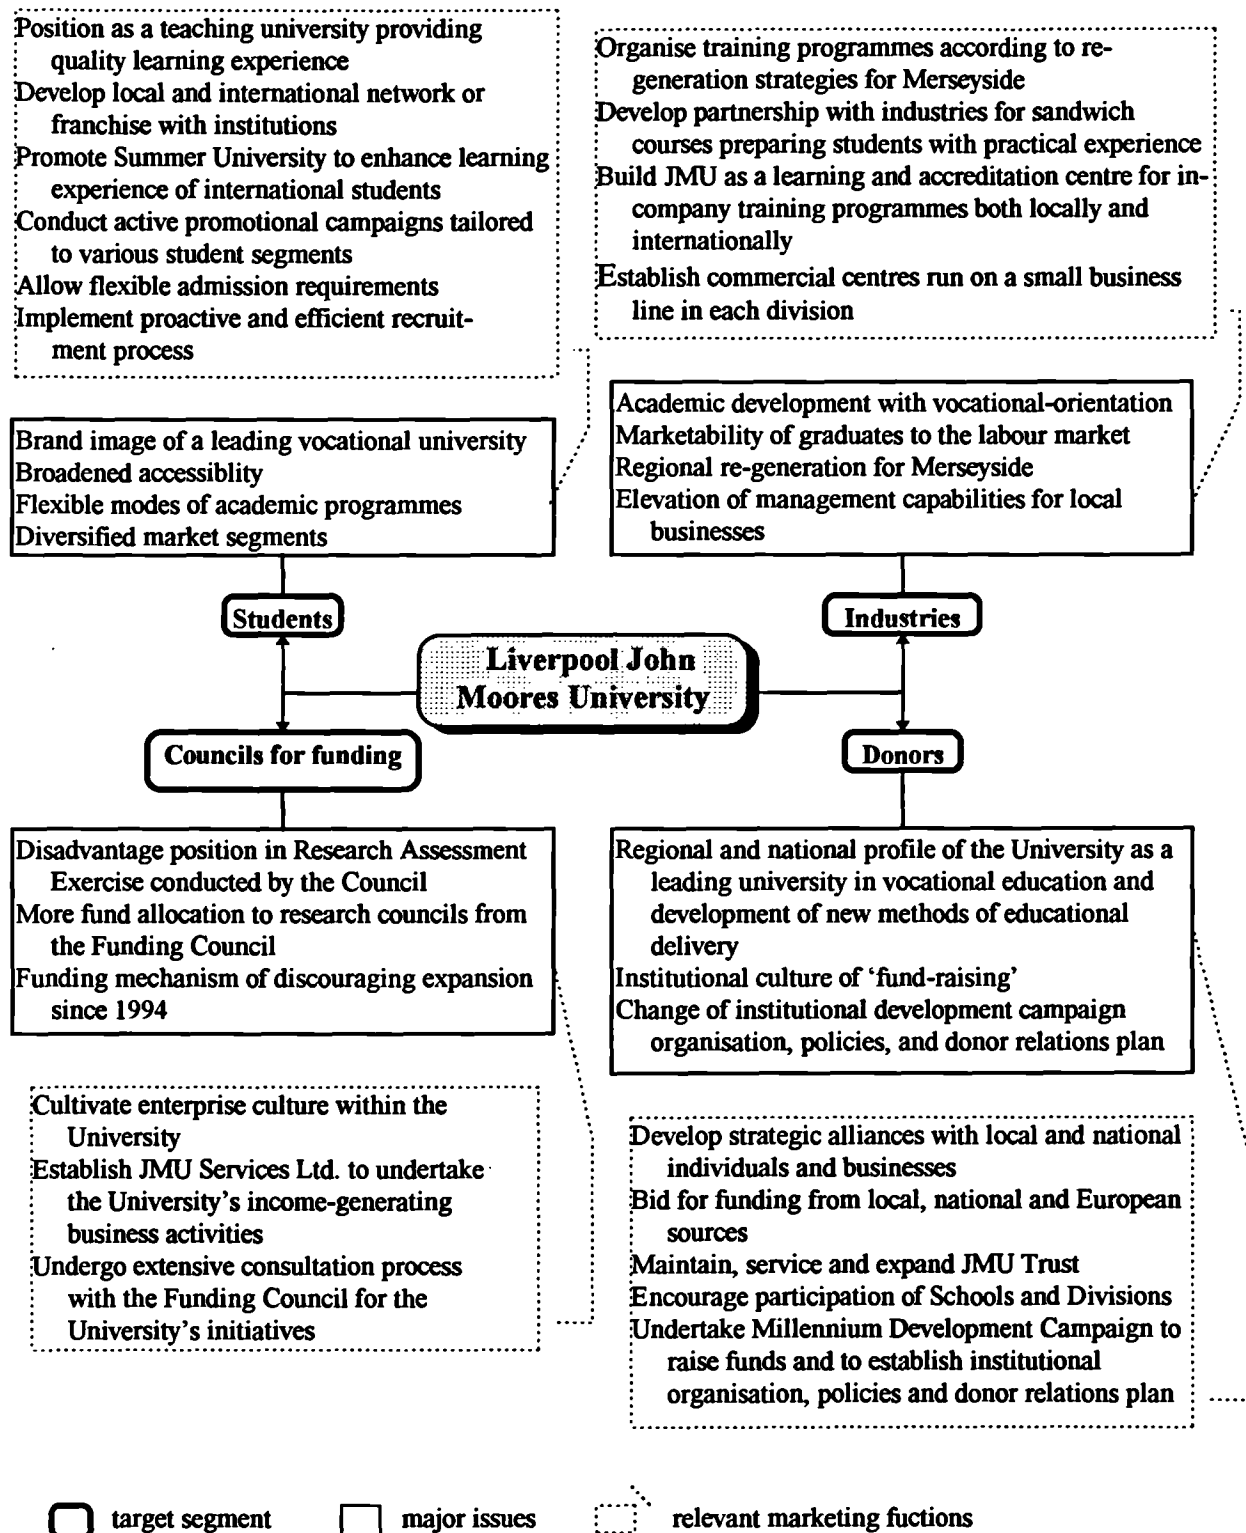 Position as a teaching university providing
quality learning experience
Develop local and international network or
franchise with institutions
Promote Summer University to enhance learning
experience of international students
Conduct active promotional campaigns tailored
to various student segments
Allow flexible admission requirements
Implement proactive and efficient recruit-
ment process
Organise training programmes according to re-
generation strategies for Merseyside
Develop partnership with industries for sandwich
courses preparing students with practical experience
Build JMU as a learning and accreditation centre for in-
company training programmes both locally and
internationally
Establish commercial centres run on a small business
line in each division
Brand image of a leading vocational university
Broadened accessiblity
Flexible modes of academic programmes
Diversified market segments
Academic development with vocational-orientation
Marketability of graduates to the labour market
Regional re-generation for Merseyside
Elevation of management capabilities for local
businesses
Students
Industries
Liverpool John
Moores University
Councils for funding
Donors
Disadvantage position in Research Assessment
Exercise conducted by the Council
More fund allocation to research councils from
the Funding Council
Funding mechanism of discouraging expansion
since 1994
Regional and national profile of the University as a
leading university in vocational education and
development of new methods of educational
delivery
Institutional culture of ‘fund-raising’
Change of institutional development campaign
organisation, policies, and donor relations plan
Cultivate enterprise culture within the
University
Establish JMU Services Ltd. to undertake
the University’s income-generating
business activities
Undergo extensive consultation process
with the Funding Council for the
University’s initiatives
Develop strategic alliances with local and national
individuals and businesses
Bid for funding from local, national and European
sources
Maintain, service and expand JMU Trust
Encourage participation of Schools and Divisions
Undertake Millennium Development Campaign to
raise funds and to establish institutional
organisation, policies and donor relations plan
target segment
major issues
relevant marketing fuctions